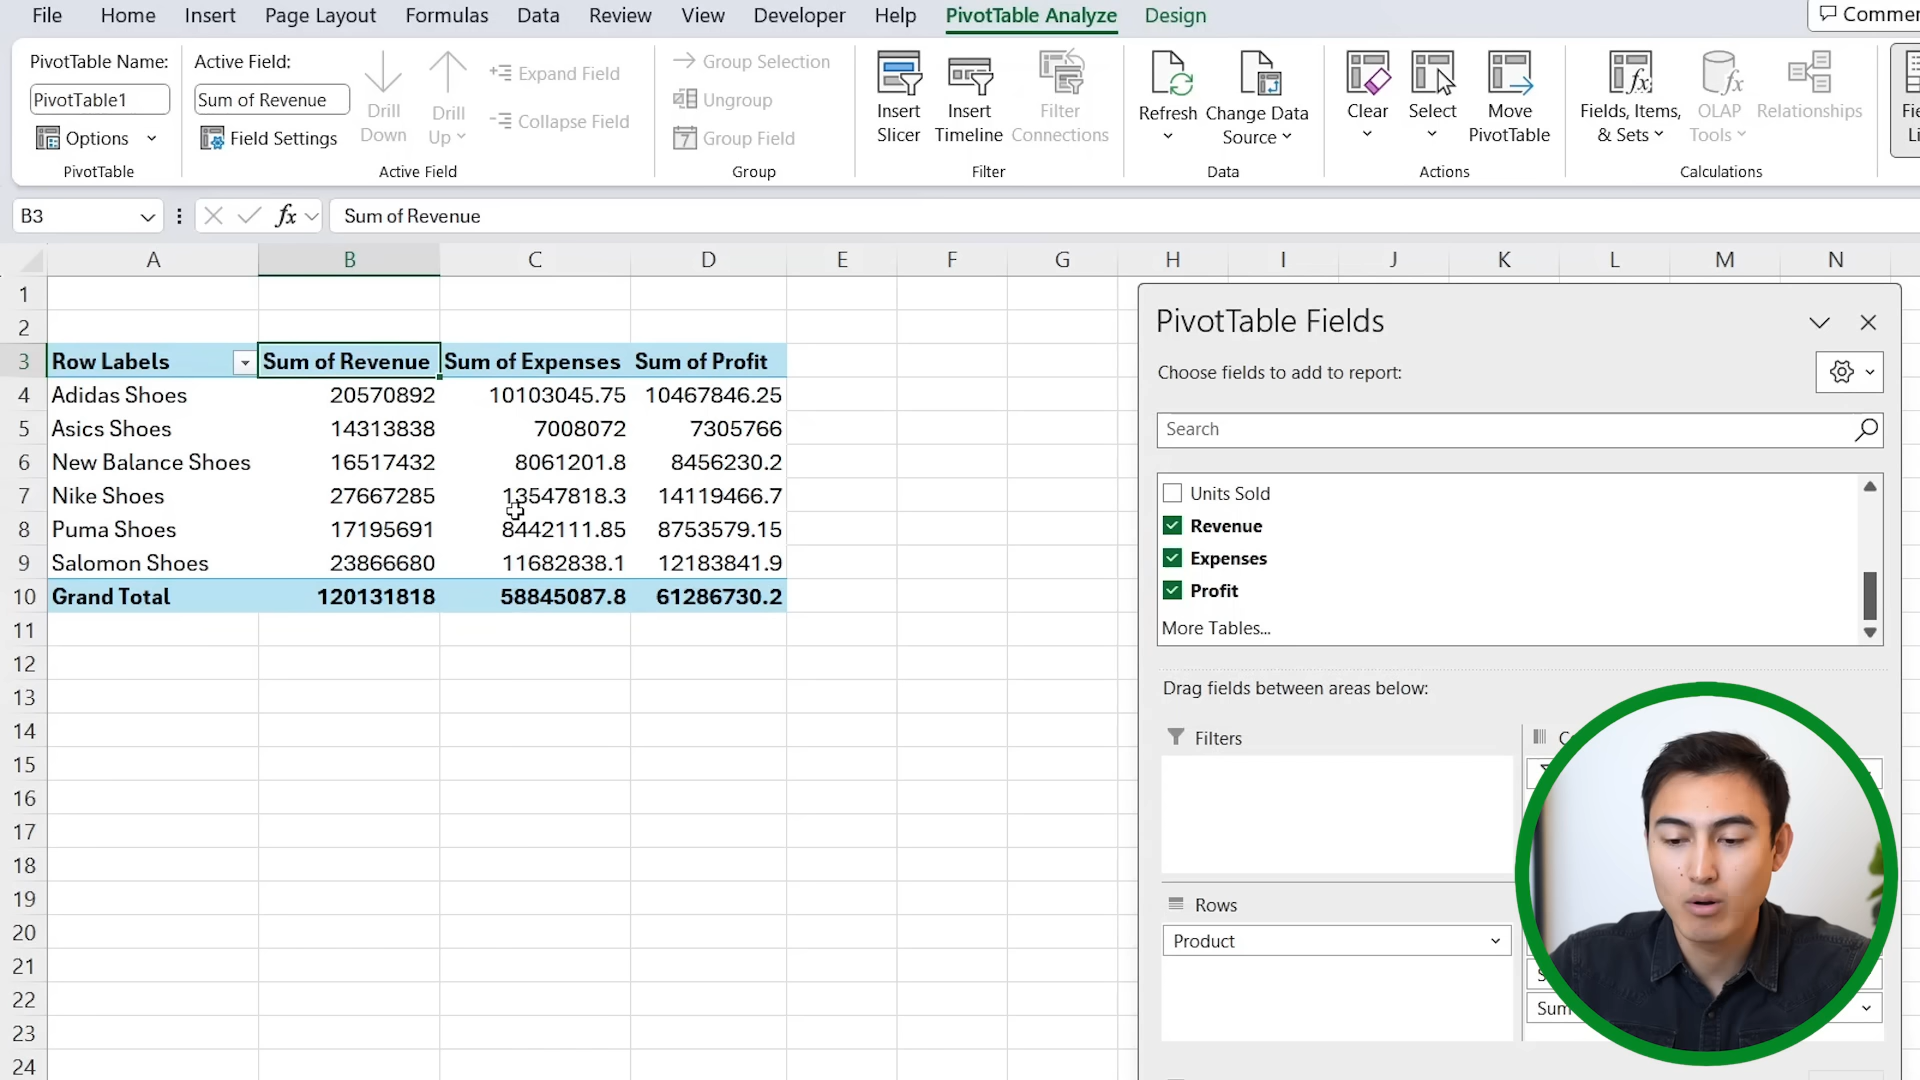 File Home Insert Page Layout Formulas Data Review View Developer Help PivotTable Analyze Design
PivotTable Name:
PivotTable1
Options
PivotTable
Active Field:
Sum of Revenue
Field Settings
Drill Down
Drill Up
Expand Field
Collapse Field
Active Field
Group Selection
Ungroup
7 Group Field
Group
Insert Slicer
Insert Timeline
Filter Connections
Filter
Refresh
Change Data Source
Data
Clear
Select
Move PivotTable
Actions
Fields, Items, & Sets
OLAP Tools
Relationships
Calculations
B3 fx Sum of Revenue
A B C D E F G H I J K L M N
1
2
3 Row Labels Sum of Revenue Sum of Expenses Sum of Profit
4 Adidas Shoes 20570892 10103045.75 10467846.25
5 Asics Shoes 14313838 7008072 7305766
6 New Balance Shoes 16517432 8061201.8 8456230.2
7 Nike Shoes 27667285 13547818.3 14119466.7
8 Puma Shoes 17195691 8442111.85 8753579.15
9 Salomon Shoes 23866680 11682838.1 12183841.9
10 Grand Total 120131818 58845087.8 61286730.2
11
12
13
14
15
16
17
18
19
20
21
22
23
24
PivotTable Fields
Choose fields to add to report:
Search
Units Sold
Revenue
Expenses
Profit
More Tables...
Drag fields between areas below:
Filters
Rows
Product
Sum